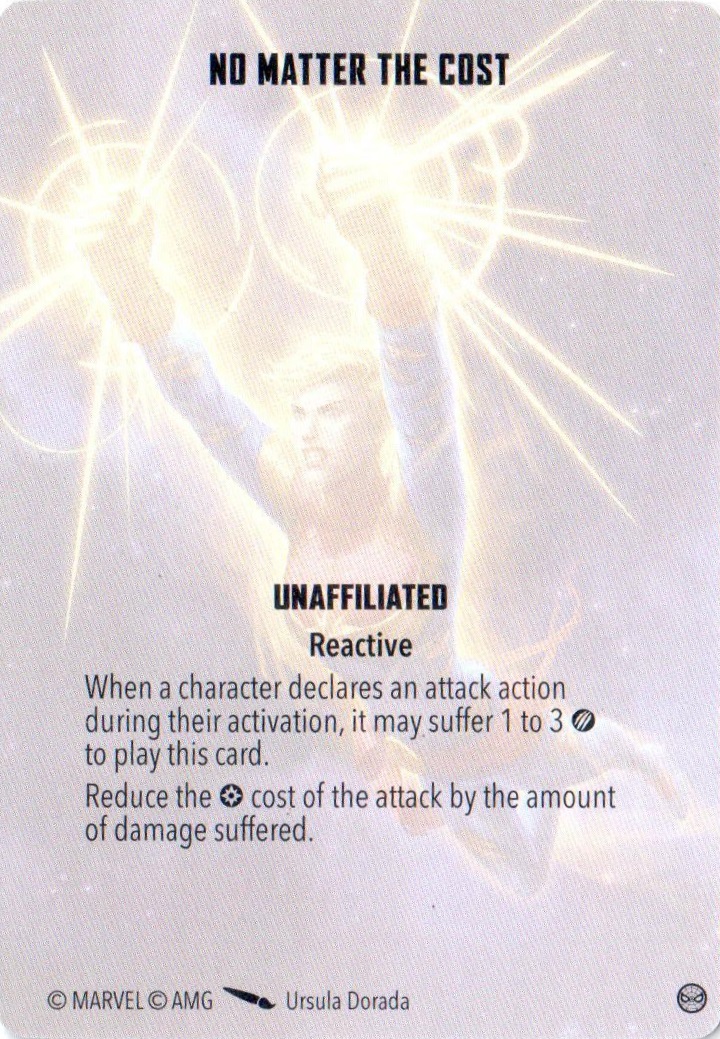 NO MATTER THE COST
UNAFFILIATED
Reactive
When a character declares an attack action
during their activation, it may suffer 1 to 3
to play this card.
Reduce the cost of the attack by the amount
of damage suffered.
© MARVEL © AMG Ursula Dorada